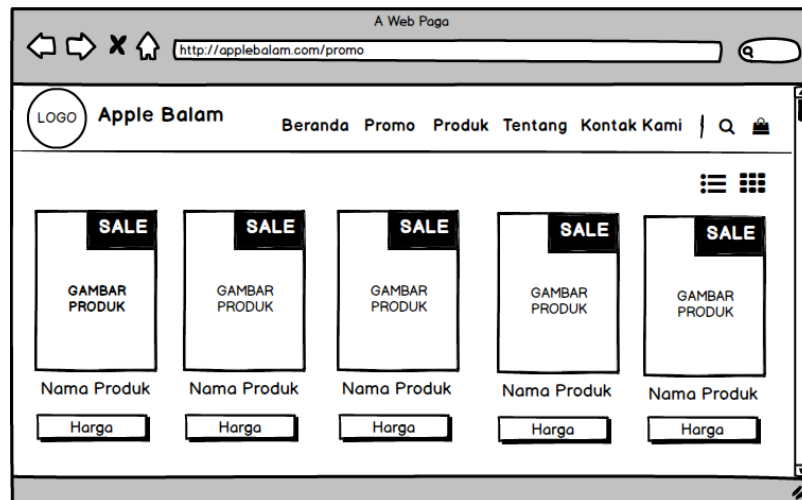 A Web Paga
http://applebalam.com/promo
LOGO
Apple Balam
Beranda Promo Produk Tentang Kontak Kami
SALE SALE SALE SALE SALE
GAMBAR GAMBAR GAMBAR GAMBAR GAMBAR
PRODUK PRODUK PRODUK PRODUK PRODUK
Nama Produk Nama Produk Nama Produk Nama Produk Nama Produk
Harga Harga Harga Harga Harga